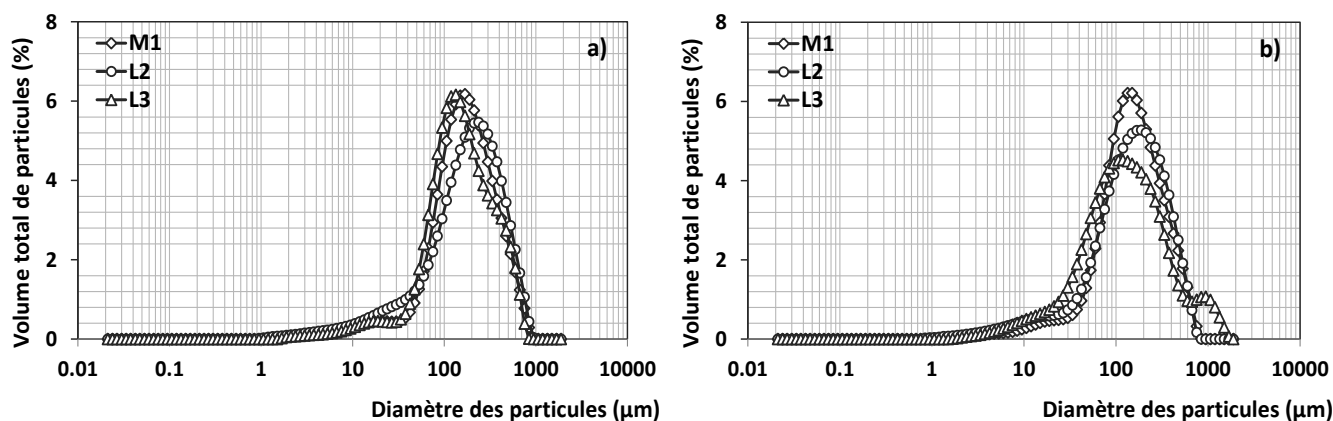 Volume total de particules (%)
8
6
4
2
0
M1
L2
L3
a)
0.01 0.1 1 10 100 1000 10000
Diamètre des particules (µm)
Volume total de particules (%)
8
6
4
2
0
M1
L2
L3
b)
0.01 0.1 1 10 100 1000 10000
Diamètre des particules (µm)